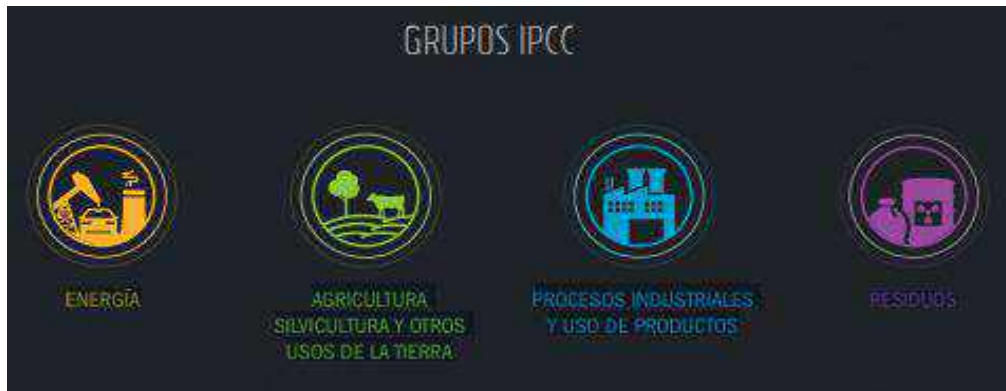 GRUPOS IPCC
ENERGÍA
AGRICULTURA
SILVICULTURA Y OTROS
USOS DE LA TIERRA
PROCESOS INDUSTRIALES
Y USO DE PRODUCTOS
RESIDUOS